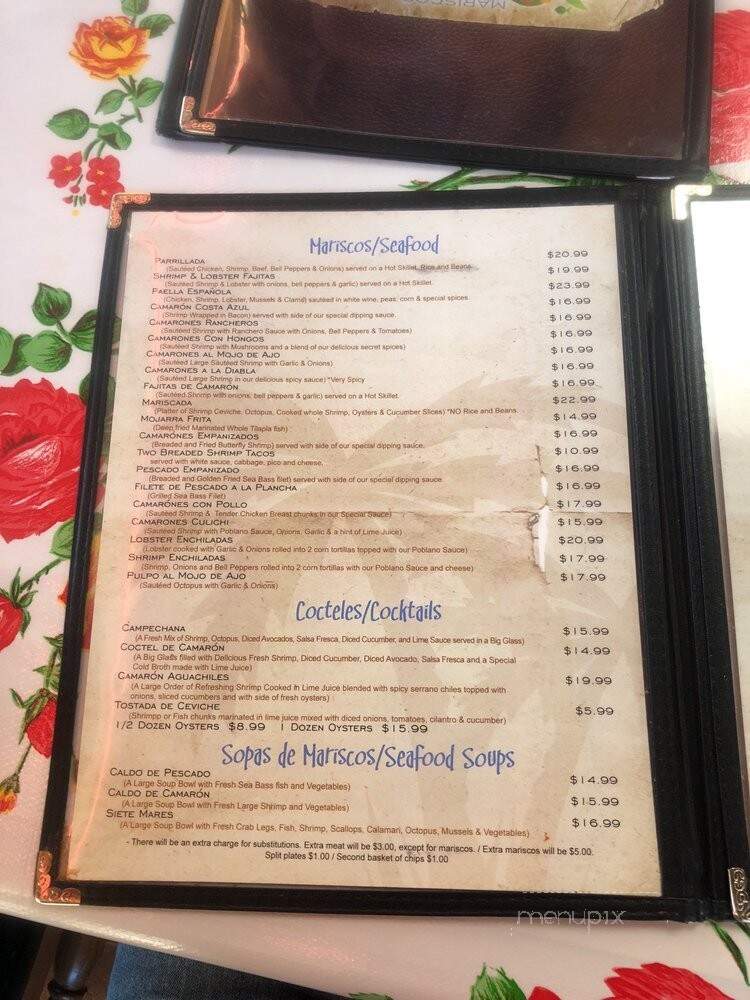 MARISCOS
Mariscos/Seafood
PARRILLADA $20.99
(Sautéed Chicken, Shrimp, Beef, Bell Peppers & Onions) served on a Hot Skillet, Rice and Beans.
SHRIMP & LOBSTER FAJITAS $19.99
(Sautéed Shrimp & Lobster with onions, bell peppers & garlic) served on a Hot Skillet.
PAELLA ESPAÑOLA $23.99
(Chicken, Shrimp, Lobster, Mussels & Clams) sautéed in white wine, peas, corn & special spices.
CAMARÓN COSTA AZUL $16.99
(Shrimp Wrapped in Bacon) served with side of our special dipping sauce.
CAMARONES RANCHEROS $16.99
(Sautéed Shrimp with Ranchero Sauce with Onions, Bell Peppers & Tomatoes)
CAMARONES CON HONGOS $16.99
(Sautéed Shrimp with Mushrooms and a blend of our delicious secret spices)
CAMARONES AL MOJO DE AJO $16.99
(Sautéed Large Sautéed Shrimp with Garlic & Onions)
CAMARONES A LA DIABLA $16.99
(Sautéed Large Shrimp in our delicious spicy sauce) *Very Spicy
FAJITAS DE CAMARON $16.99
(Sautéed Shrimp with onions, bell peppers & garlic) served on a Hot Skillet.
MARISCADA $22.99
(Platter of Shrimp Ceviche, Octopus, Cooked whole Shrimp, Oysters & Cucumber Slices) *NO Rice and Beans.
MOJARRA FRITA $14.99
(Deep fried Marinated Whole Tilapia fish)
CAMARONES EMPANIZADOS $16.99
(Breaded and Fried Butterfly Shrimp) served with side of our special dipping sauce.
TWO BREADED SHRIMP TACOS $10.99
served with white sauce, cabbage, pico and cheese.
PESCADO EMPANIZADO $16.99
(Breaded and Golden Fried Sea Bass filet) served with side of our special dipping sauce.
FILETE DE PESCADO A LA PLANCHA $16.99
(Grilled Sea Bass Filet)
CAMARÓNES CON POLLO $17.99
(Sautéed Shrimp & Tender Chicken Breast chunks In our Special Sauce)
CAMARONES CULICHI $15.99
(Sautéed Shrimp with Poblano Sauce, Onions, Garlic & a hint of Lime Juice)
LOBSTER ENCHILADAS $20.99
(Lobster cooked with Garlic & Onions rolled into 2 corn tortillas topped with our Poblano Sauce)
SHRIMP ENCHILADAS $17.99
(Shrimp, Onions and Bell Peppers rolled into 2 corn tortillas with our Poblano Sauce and cheese)
PULPO AL MOJO DE AJO $17.99
(Sautéed Octopus with Garlic & Onions)
Cocteles/Cocktails
CAMPECHANA $15.99
(A Fresh Mix of Shrimp, Octopus, Diced Avocados, Salsa Fresca, Diced Cucumber, and Lime Sauce served in a Big Glass)
COCTEL DE CAMARÓN $14.99
(A Big Glass filled with Delicious Fresh Shrimp, Diced Cucumber, Diced Avocado, Salsa Fresca and a Special
Cold Broth made with Lime Juice)
CAMARÓN AGUACHILES $19.99
(A Large Order of Refreshing Shrimp Cooked in Lime Juice blended with spicy serrano chiles topped with
onions, sliced cucumbers and with side of fresh oysters)
TOSTADA DE CEVICHE $5.99
(Shrimpp or Fish chunks marinated in lime juice mixed with diced onions, tomatoes, cilantro & cucumber)
1/2 DOZEN OYSTERS $8.99 1 DOZEN OYSTERS $15.99
Sopas de Mariscos/Seafood Soups
CALDO DE PESCADO $14.99
(A Large Soup Bowl with Fresh Sea Bass fish and Vegetables)
CALDO DE CAMARÓN $15.99
(A Large Soup Bowl with Fresh Large Shrimp and Vegetables)
SIETE MARES $16.99
(A Large Soup Bowl with Fresh Crab Legs, Fish, Shrimp, Scallops, Calamari, Octopus, Mussels & Vegetables)
- There will be an extra charge for substitutions. Extra meat will be $3.00, except for mariscos. / Extra mariscos will be $5.00.
Split plates $1.00 / Second basket of chips $1.00
menupix